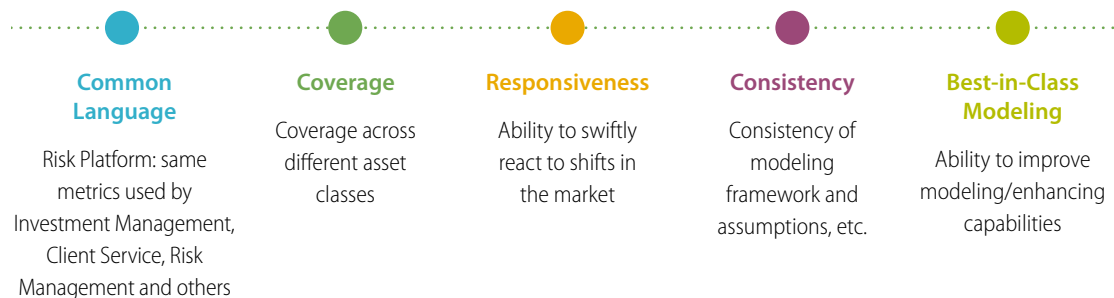 Common
Language
Risk Platform: same
metrics used by
Investment Management,
Client Service, Risk
Management and others
Coverage
Coverage across
different asset
classes
Responsiveness
Ability to swiftly
react to shifts in
the market
Consistency
Consistency of
modeling
framework and
assumptions, etc.
Best-in-Class
Modeling
Ability to improve
modeling/enhancing
capabilities